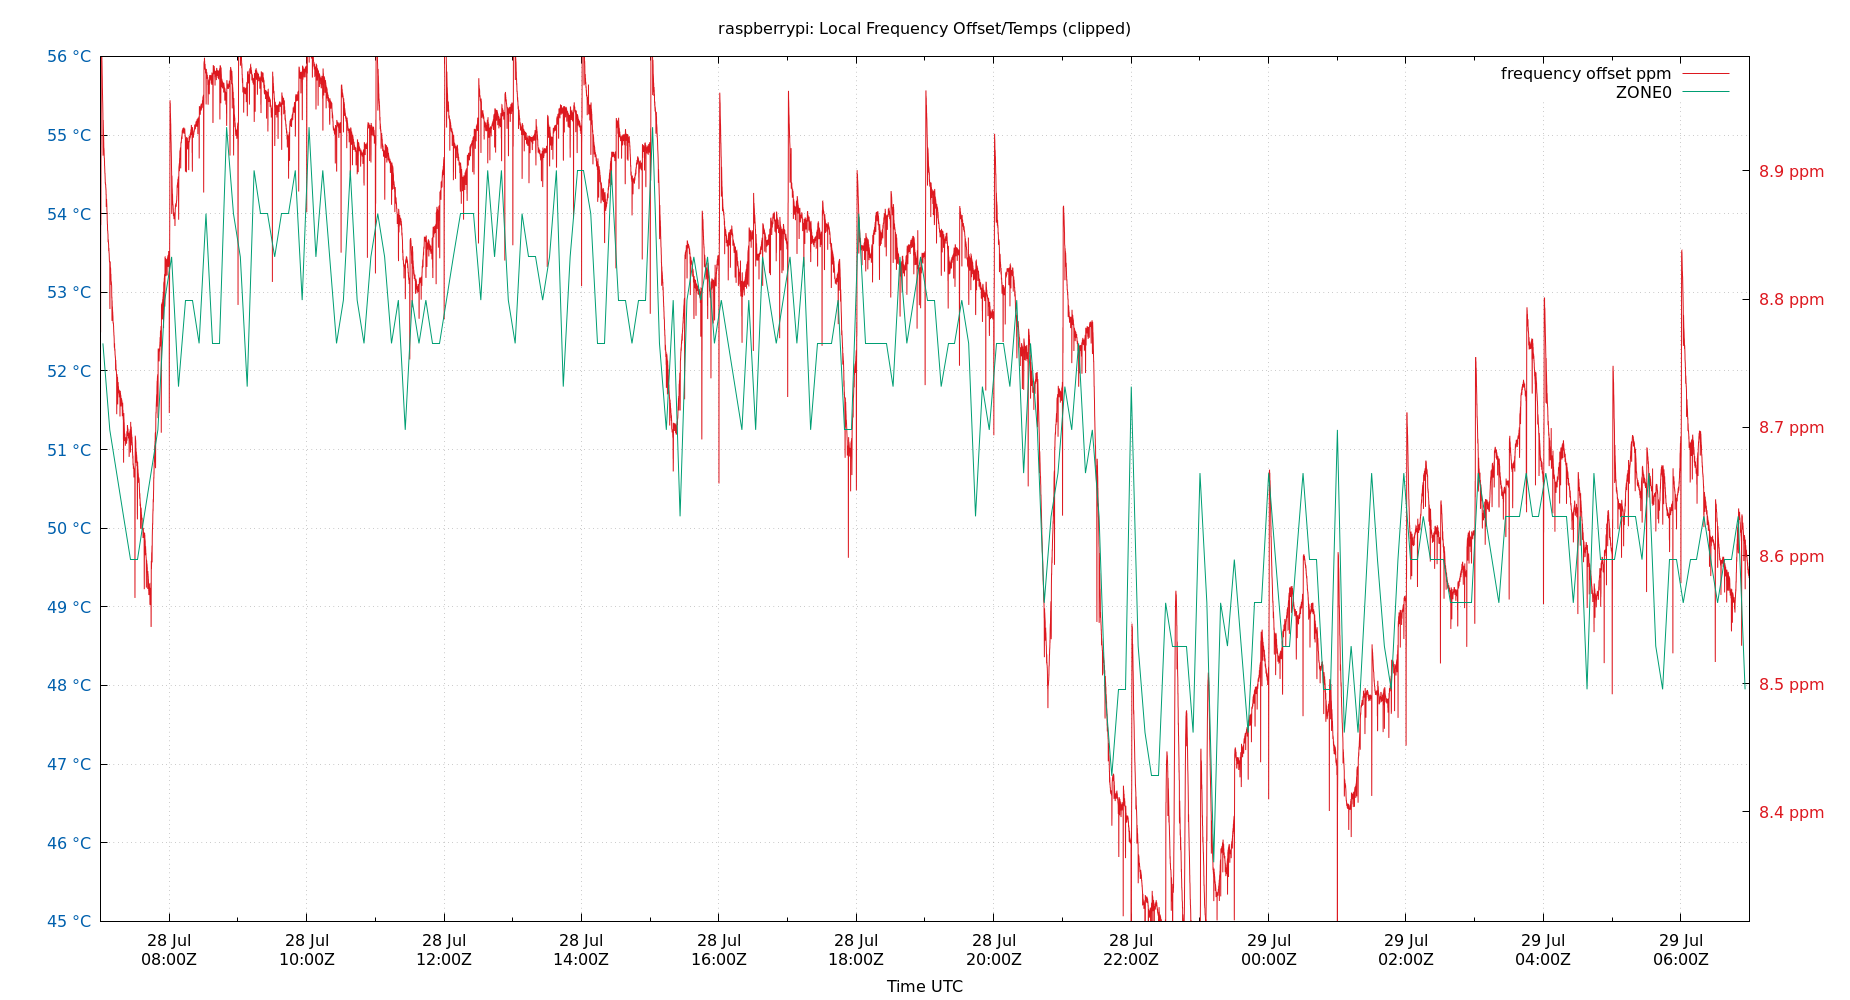 raspberrypi: Local Frequency Offset/Temps (clipped)
frequency offset ppm
ZONE0
56 °C
55 °C
54 °C
53 °C
52 °C
51 °C
50 °C
49 °C
48 °C
47 °C
46 °C
45 °C
8.9 ppm
8.8 ppm
8.7 ppm
8.6 ppm
8.5 ppm
8.4 ppm
28 Jul 28 Jul 28 Jul 28 Jul 28 Jul 28 Jul 28 Jul 28 Jul 29 Jul 29 Jul 29 Jul 29 Jul
08:00Z 10:00Z 12:00Z 14:00Z 16:00Z 18:00Z 20:00Z 22:00Z 00:00Z 02:00Z 04:00Z 06:00Z
Time UTC